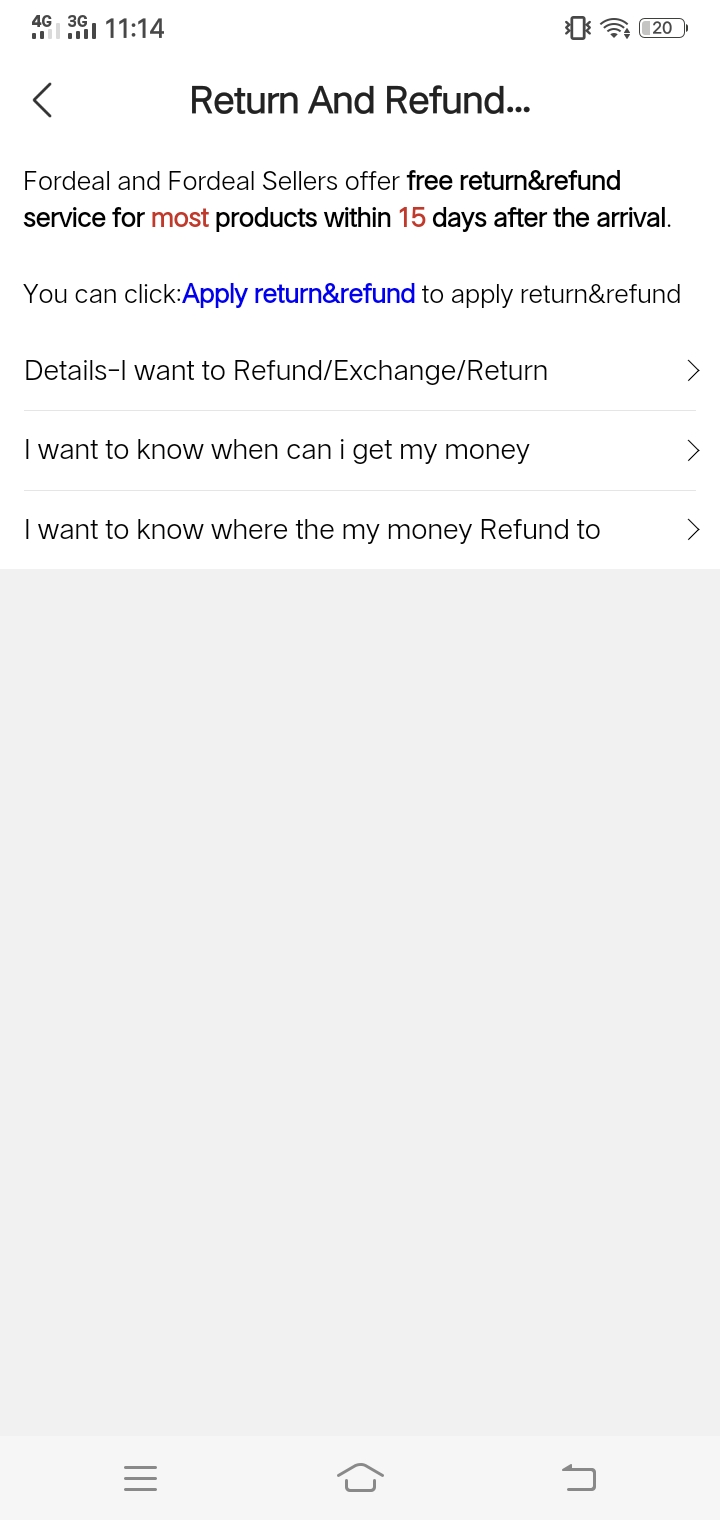 4G 3G 11:14 20
Return And Refund...
Fordeal and Fordeal Sellers offer free return&refund
service for most products within 15 days after the arrival.
You can click:Apply return&refund to apply return&refund
Details-I want to Refund/Exchange/Return
I want to know when can i get my money
I want to know where the my money Refund to